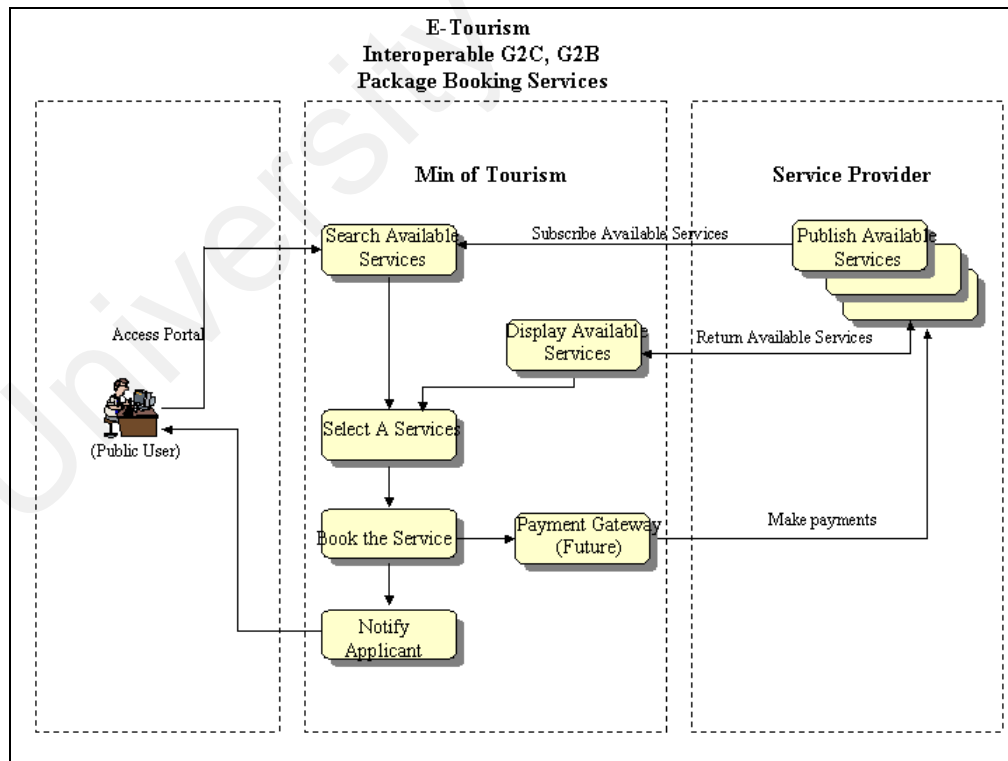 E-Tourism
Interoperable G2C, G2B
Package Booking Services
Min of Tourism
Service Provider
Search Available
Services
Subscribe Available Services
Publish Available
Services
Access Portal
Display Available
Services
Return Available Services
(Public User)
Select A Services
Book the Service
Payment Gateway
(Future)
Make payments
Notify
Applicant
University